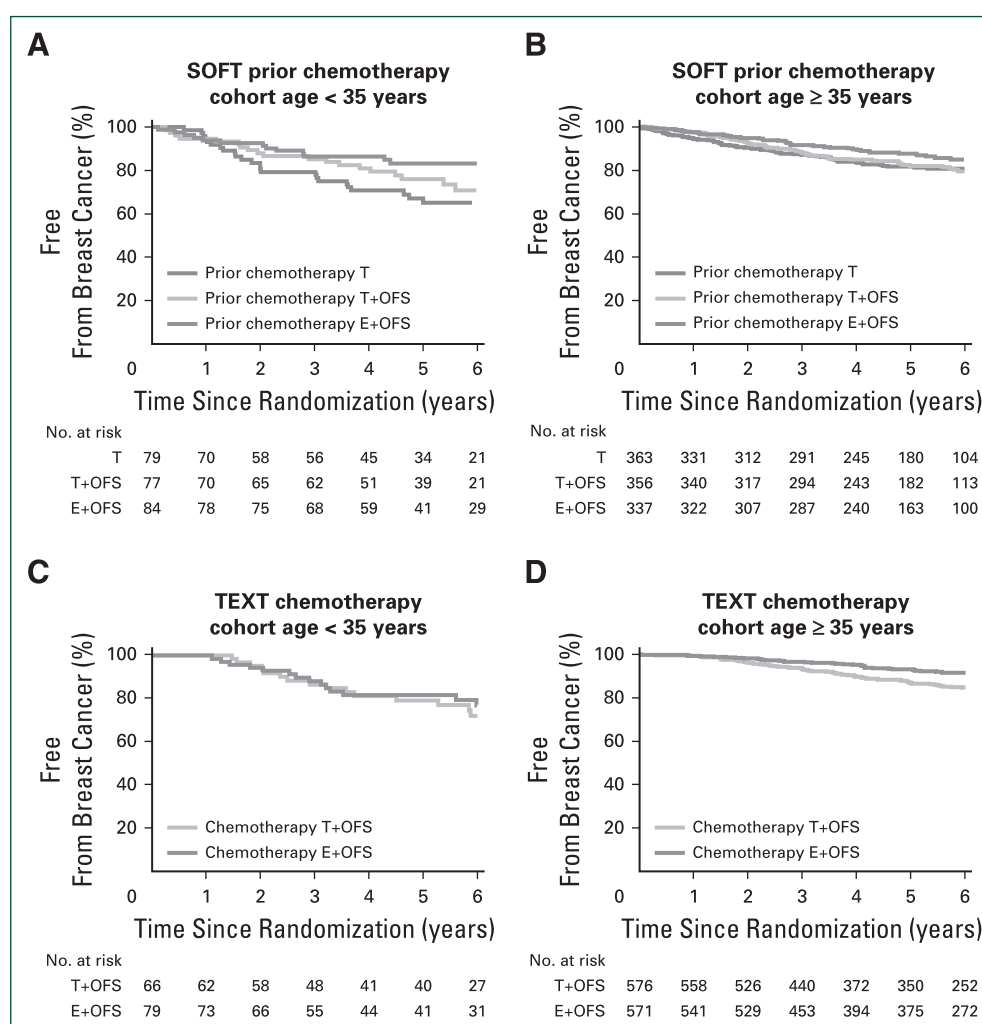 A
SOFT prior chemotherapy
cohort age < 35 years
Free
From Breast Cancer (%)
100
80
60
40
20
Prior chemotherapy T
Prior chemotherapy T+OFS
Prior chemotherapy E+OFS
0 1 2 3 4 5 6
Time Since Randomization (years)
No. at risk
T 79 70 58 56 45 34 21
T+OFS 77 70 65 62 51 39 21
E+OFS 84 78 75 68 59 41 29
B
SOFT prior chemotherapy
cohort age ≥ 35 years
Free
From Breast Cancer (%)
100
80
60
40
20
Prior chemotherapy T
Prior chemotherapy T+OFS
Prior chemotherapy E+OFS
0 1 2 3 4 5 6
Time Since Randomization (years)
No. at risk
T 363 331 312 291 245 180 104
T+OFS 356 340 317 294 243 182 113
E+OFS 337 322 307 287 240 163 100
C
TEXT chemotherapy
cohort age < 35 years
Free
From Breast Cancer (%)
100
80
60
40
20
Chemotherapy T+OFS
Chemotherapy E+OFS
0 1 2 3 4 5 6
Time Since Randomization (years)
No. at risk
T+OFS 66 62 58 48 41 40 27
E+OFS 79 73 66 55 44 41 31
D
TEXT chemotherapy
cohort age ≥ 35 years
Free
From Breast Cancer (%)
100
80
60
40
20
Chemotherapy T+OFS
Chemotherapy E+OFS
0 1 2 3 4 5 6
Time Since Randomization (years)
No. at risk
T+OFS 576 558 526 440 372 350 252
E+OFS 571 541 529 453 394 375 272